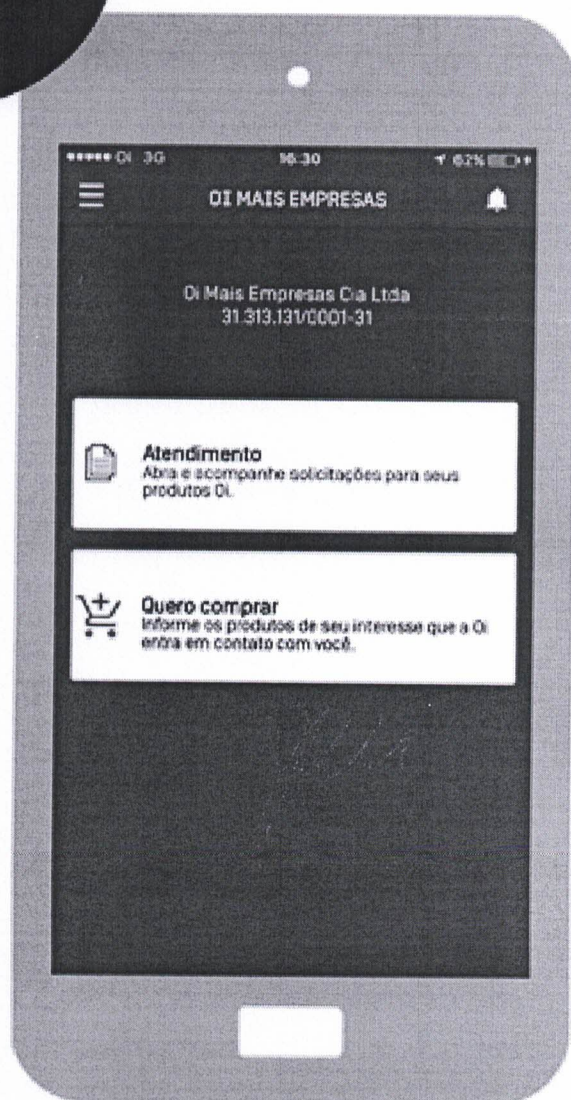 OI 3G 16:30 62%
OI MAIS EMPRESAS
Oi Mais Empresas Cia Ltda
31.313.131/0001-31
Atendimento
Abra e acompanhe solicitações para seus
produtos Oi.
Quero comprar
Informe os produtos de seu interesse que a Oi
entra em contato com você.